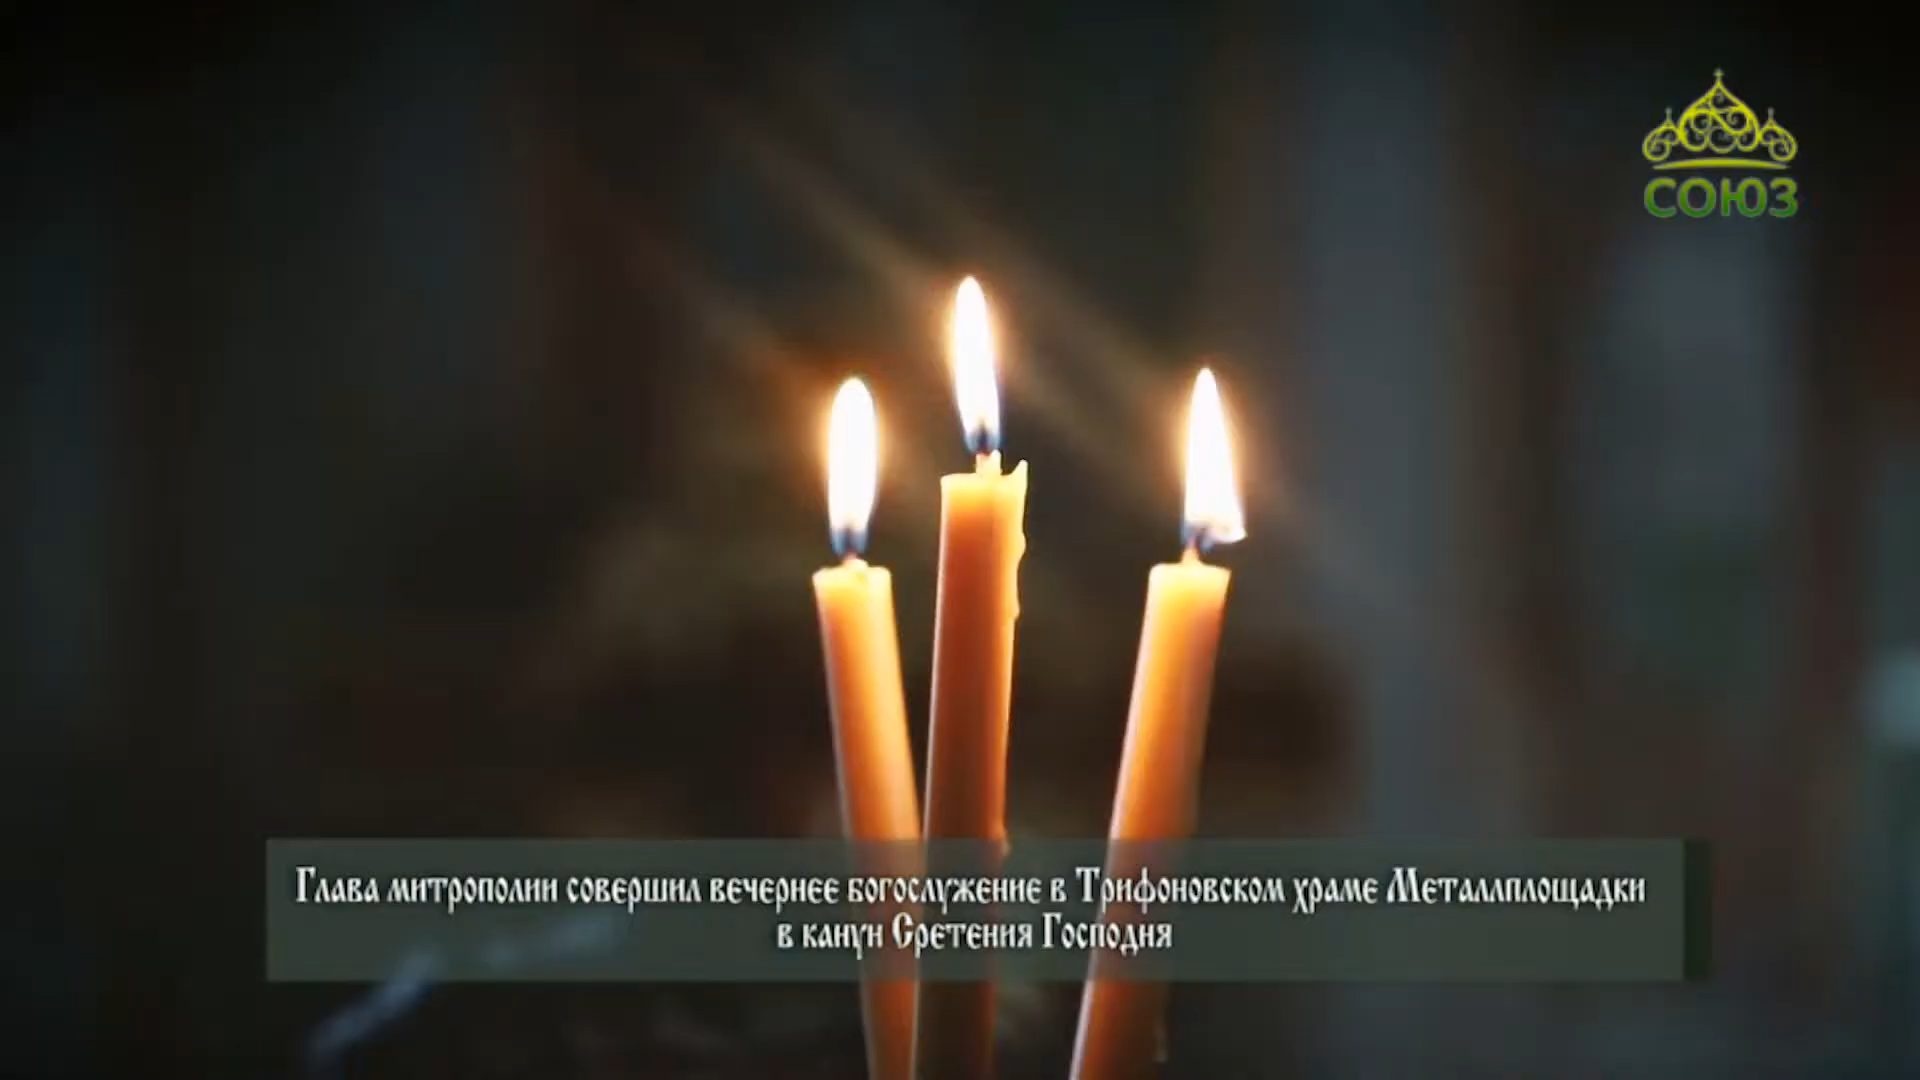 СОЮЗ
Глава митрополии совершил вечернее богослужение в Трифоновском храме Металлплощадки
в канун Сретения Господня